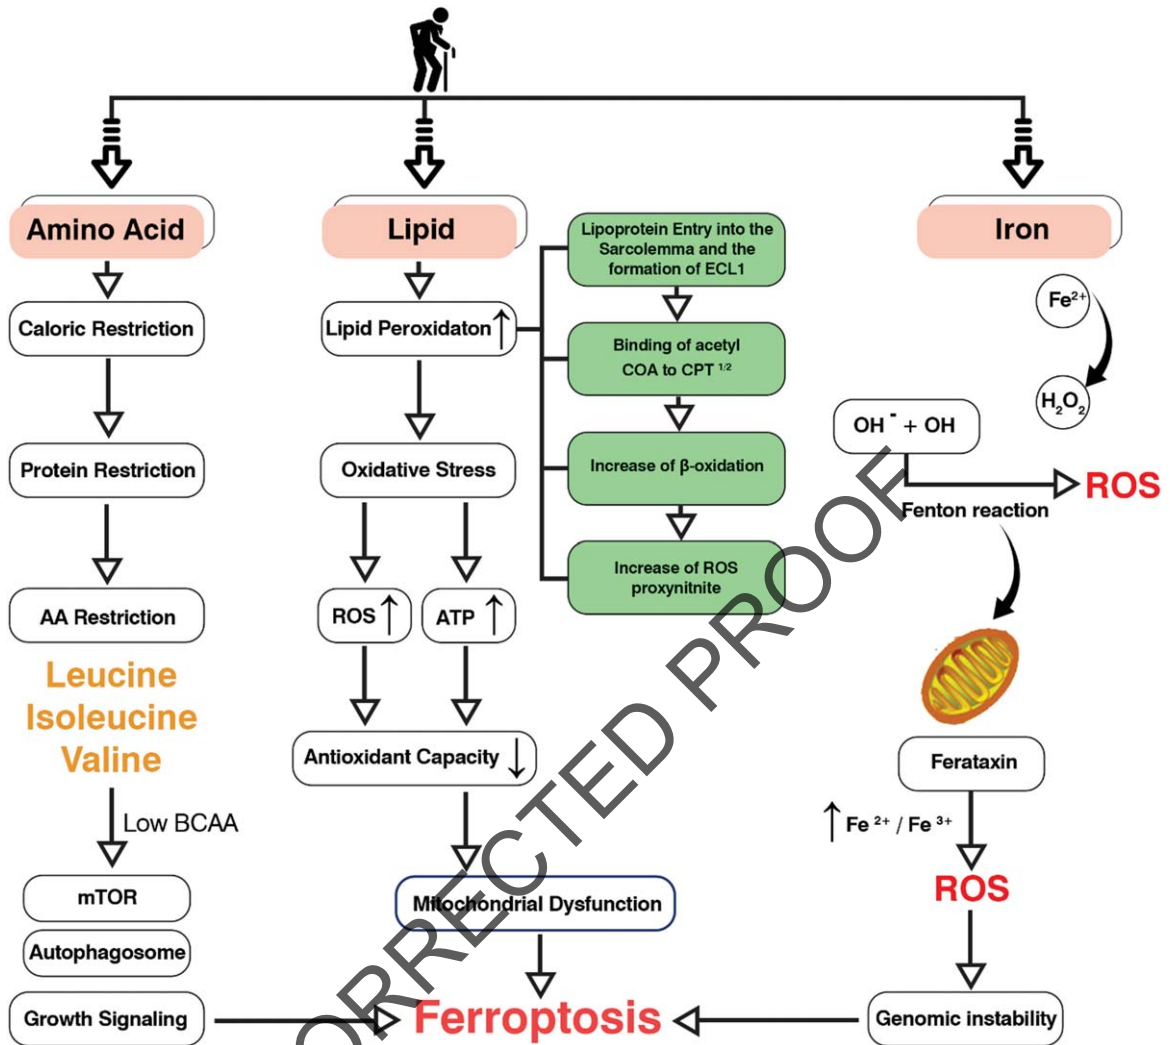 Amino Acid
Caloric Restriction
Protein Restriction
AA Restriction
Leucine
Isoleucine
Valine
Low BCAA
mTOR
Autophagosome
Growth Signaling
Lipid
Lipid Peroxidaton ↑
Oxidative Stress
ROS ↑
ATP ↑
Antioxidant Capacity ↓
Mitochondrial Dysfunction
Ferroptosis
Lipoprotein Entry into the
Sarcolemma and the
formation of ECL1
Binding of acetyl
COA to CPT ¹/²
Increase of β-oxidation
Increase of ROS
proxynitnite
Iron
Fe²⁺
H₂O₂
OH⁻ + OH
ROS
Fenton reaction
Ferataxin
↑ Fe ²⁺ / Fe ³⁺
ROS
Genomic instability
ORRECTED PROOF